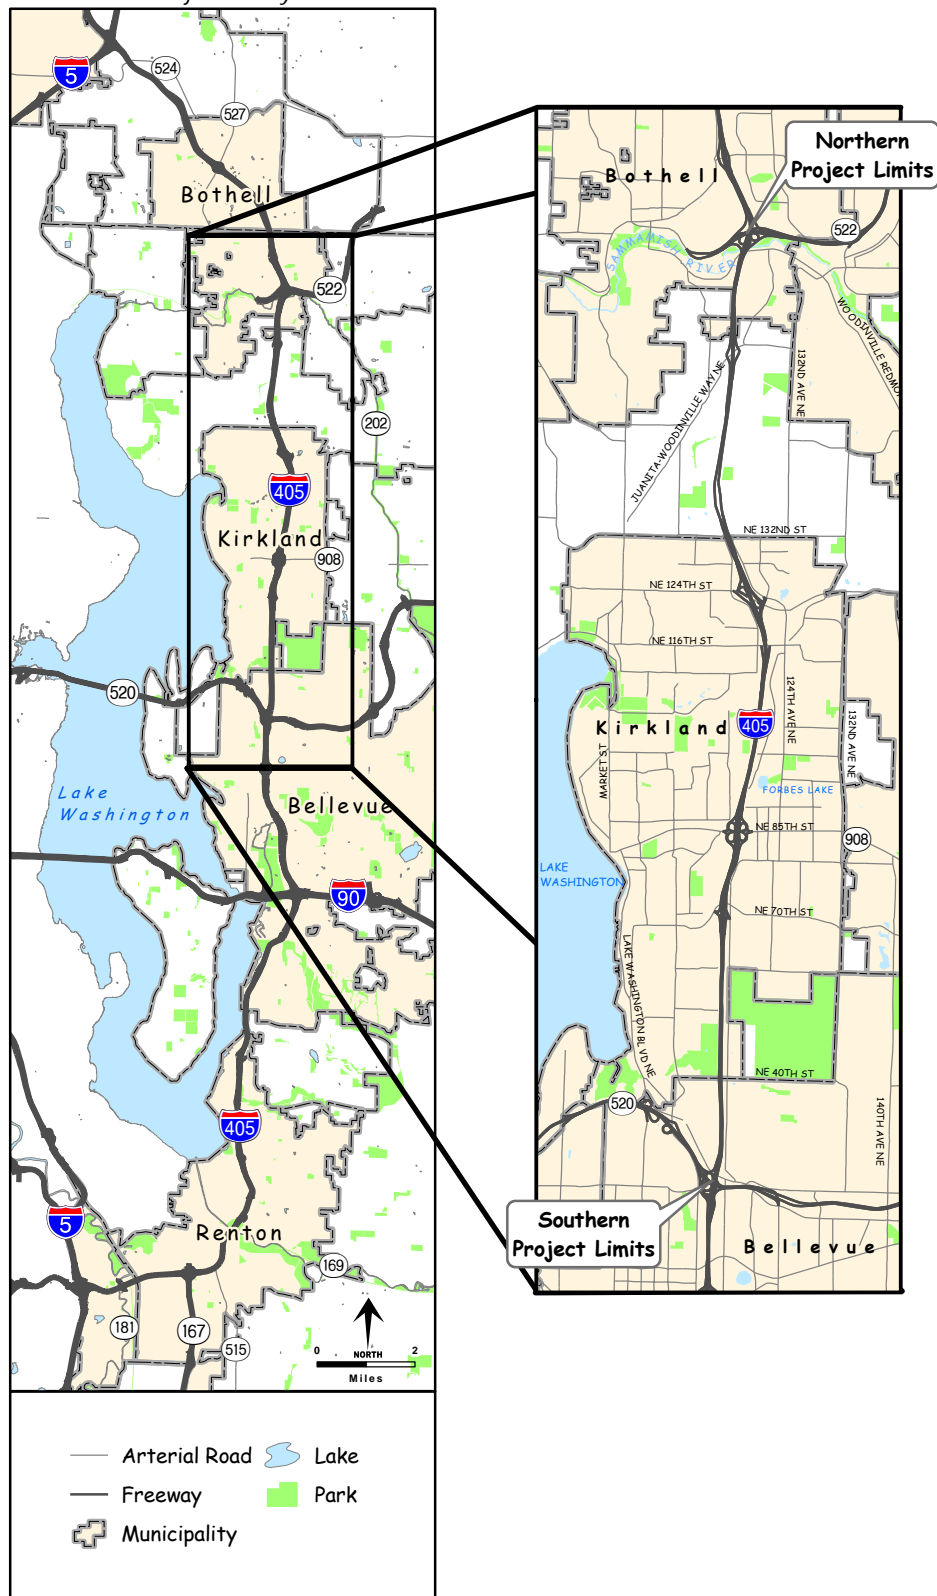 5
524
527
Bothell
522
202
405
Kirkland
908
520
Lake
Washington
Bellevue
90
405
5
Renton
169
181
167
515
0
NORTH
2
Miles
Arterial Road
Lake
Freeway
Park
Municipality
Northern
Project Limits
Bothell
522
SAMMAMISH RIVER
WOODINVILLE REDMO
132ND AVE NE
JUANITA-WOODINVILLE WAY NE
NE 132ND ST
NE 124TH ST
NE 116TH ST
124TH AVE NE
132ND AVE NE
405
Kirkland
MARKET ST
FORBES LAKE
NE 85TH ST
908
LAKE
WASHINGTON
NE 70TH ST
LAKE WASHINGTON BLVD NE
NE 40TH ST
520
140TH AVE NE
Southern
Project Limits
Bellevue